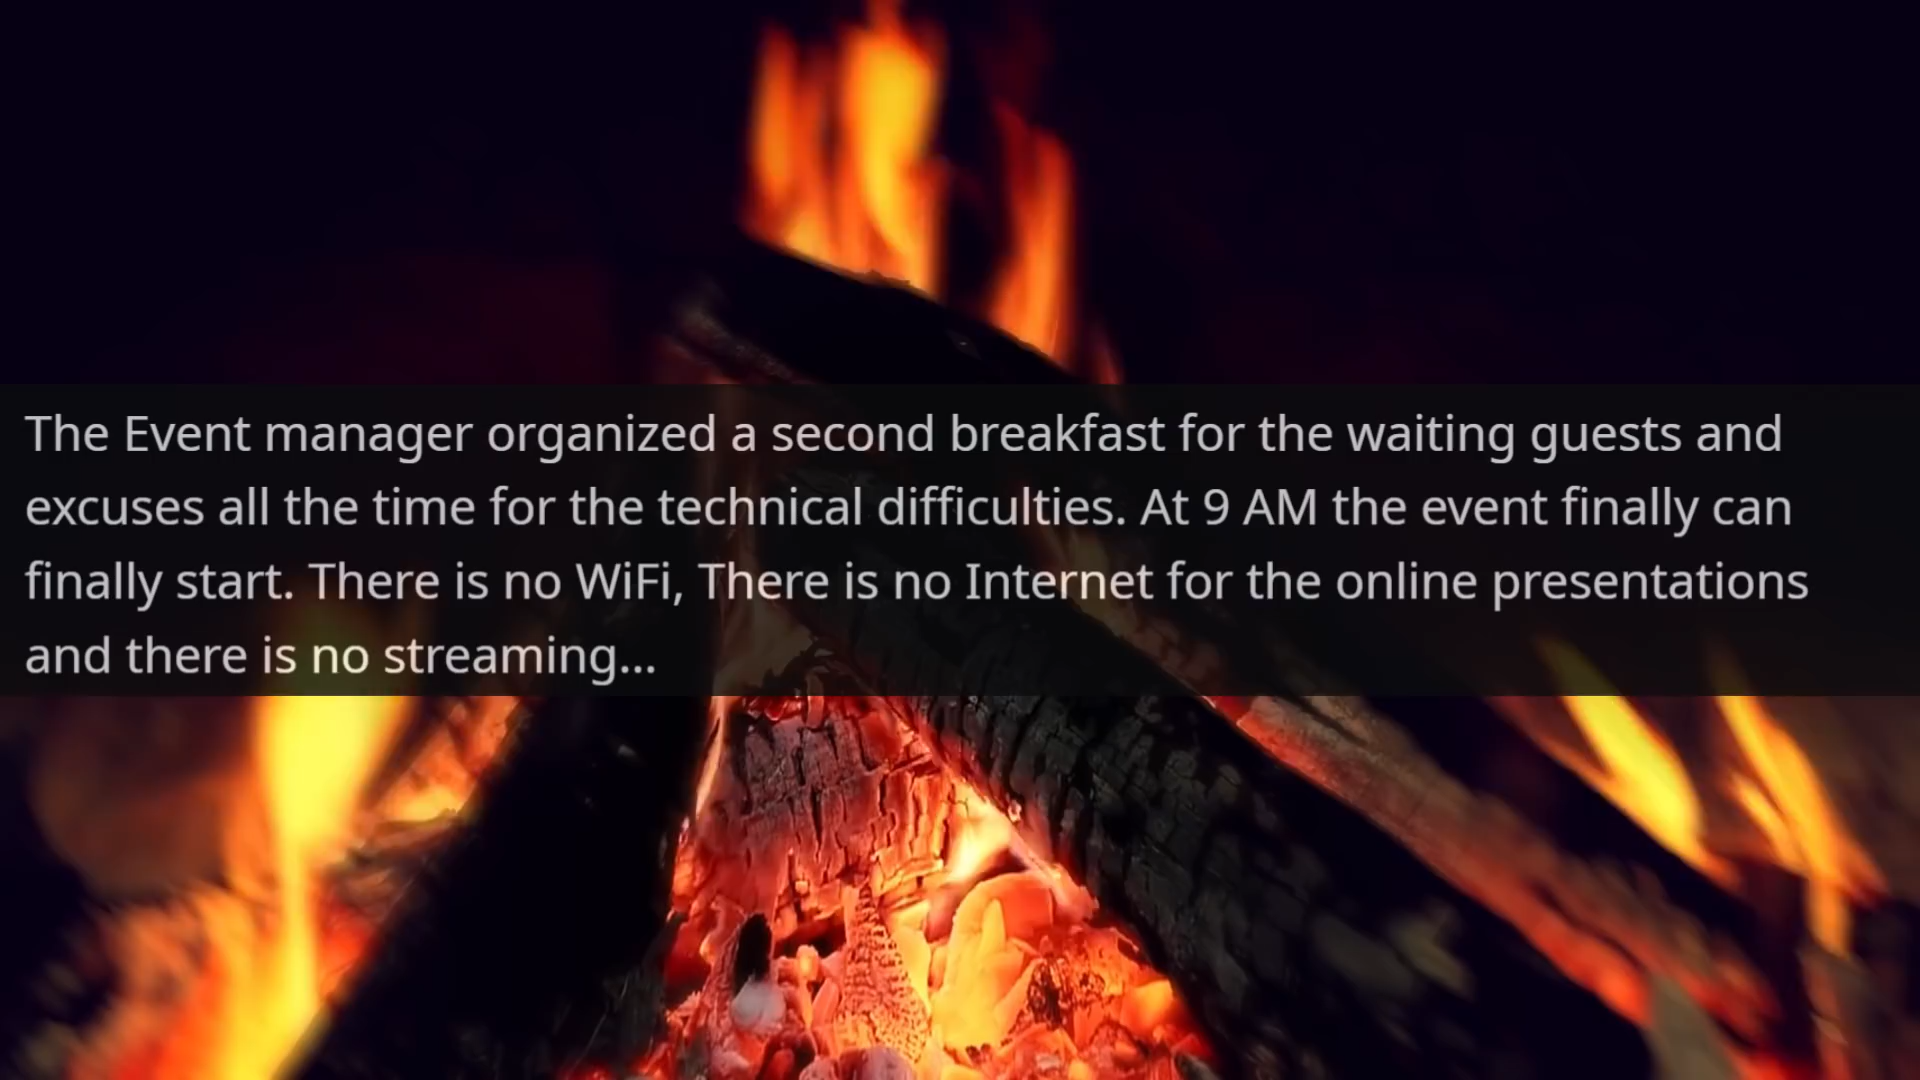 The Event manager organized a second breakfast for the waiting guests and
excuses all the time for the technical difficulties. At 9 AM the event finally can
finally start. There is no WiFi, There is no Internet for the online presentations
and there is no streaming...